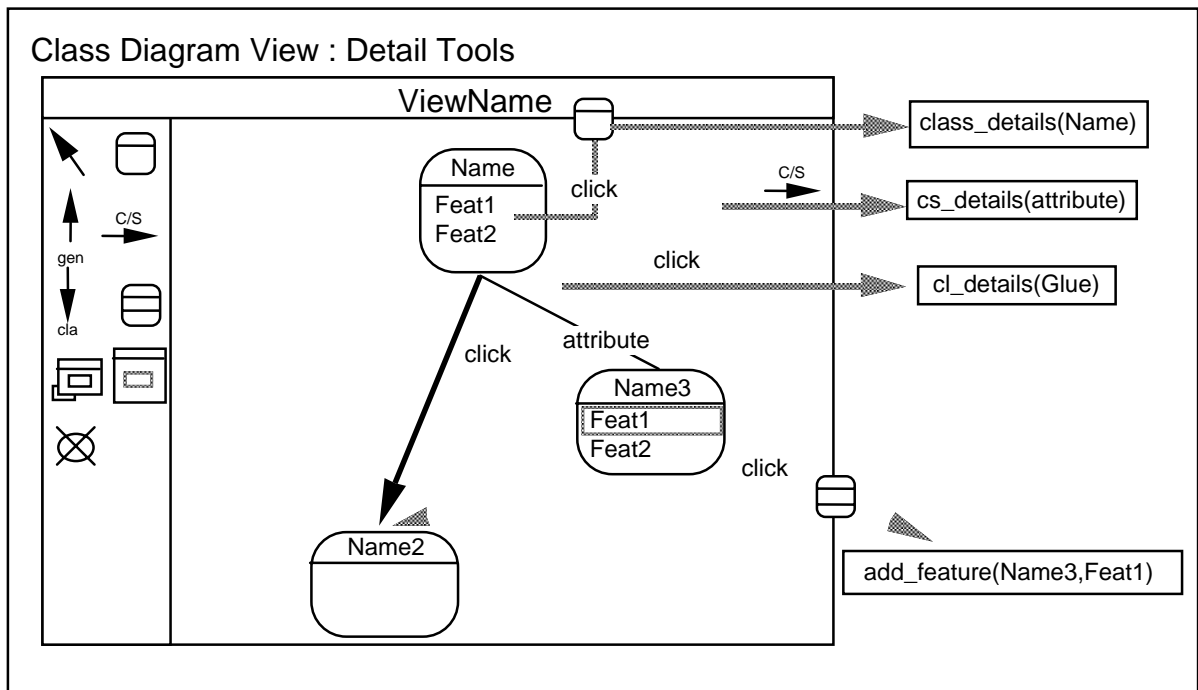 Class Diagram View : Detail Tools
ViewName
class_details(Name)
Name
click
C/S
Feat1
Feat2
cs_details(attribute)
C/S
gen
click
cl_details(Glue)
cla
click
attribute
Name3
Feat1
Feat2
click
Name2
add_feature(Name3,Feat1)